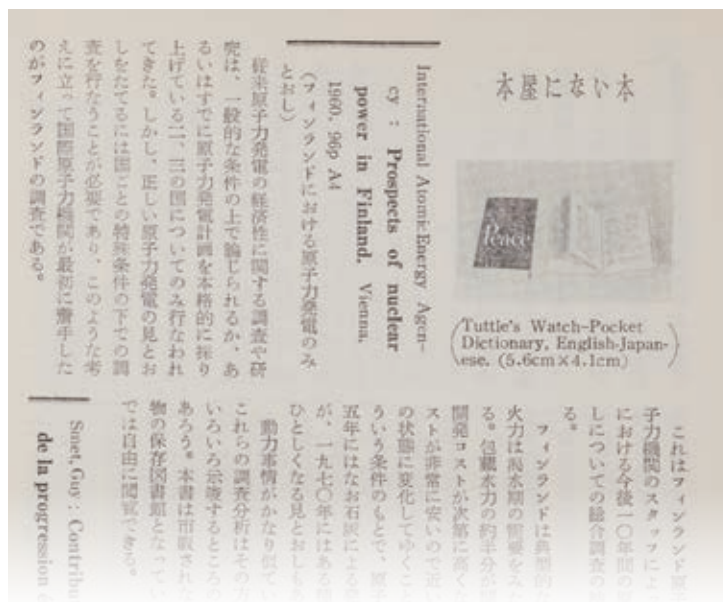 本屋にない本
Peace
(Tuttle's Watch-Pocket
Dictionary, English-Japan-
ese. (5.6cm×4.1cm))
International Atomic Energy Agen-
cy : Prospects of nuclear
power in Finland. Vienna.
1960. 96p A4
(フィンランドにおける原子力発電のみ
とおし)
従来原子力発電の経済性に関する調査や研
究は、一般的な条件の上で論じられるか、あ
るいはすでに原子力発電計画を本格的に採り
上げている二、三の国についてのみ行なわれ
てきた。しかし、正しい原子力発電の見とお
しをたてるには国ごとの特殊条件の下での調
査を行なうことが必要であり、このような考
えに立って国際原子力機関が最初に着手した
のがフィンランドの調査である。
これはフィンランド原
子力機関のスタッフによ
における今後一〇年間の
しについての総合調査の
る。
フィンランドは典型的な
火力は渇水期の需要をみ
る。包蔵水力の約半分が
開発コストが次第に高く
ストが非常に安いので近い
の状態に変化してゆくこと
ういう条件のもとで、原子
五年にはなお石炭による
が、一九七〇年にはある
ひとしくなる見とおしも
動力事情がかなり似てい
これらの調査分析はその方
いろいろ示唆するところの
あろう。本書は市販されな
物の保存図書館となってい
では自由に閲覧できる。
Smet, Guy : Contribu
de la progression